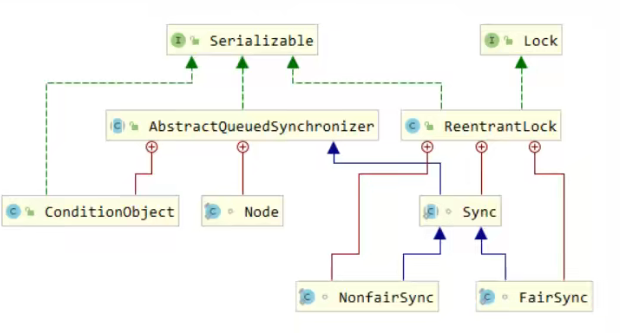 Serializable
Lock
AbstractQueuedSynchronizer
ReentrantLock
ConditionObject
Node
Sync
NonfairSync
FairSync